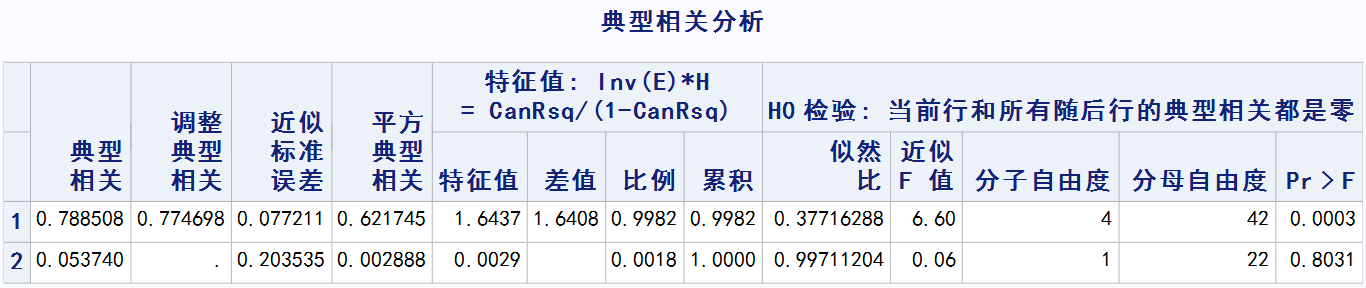 典型相关分析
特征值: Inv(E)*H
= CanRsq/(1-CanRsq)
H0 检验: 当前行和所有随后行的典型相关都是零
典型
相关
调整
典型
相关
近似
标准
误差
平方
典型
相关
特征值 差值 比例 累积
似然
比
近似
F 值
分子自由度 分母自由度 Pr > F
1 0.788508 0.774698 0.077211 0.621745 1.6437 1.6408 0.9982 0.9982 0.37716288 6.60 4 42 0.0003
2 0.053740 . 0.203535 0.002888 0.0029 0.0018 1.0000 0.99711204 0.06 1 22 0.8031